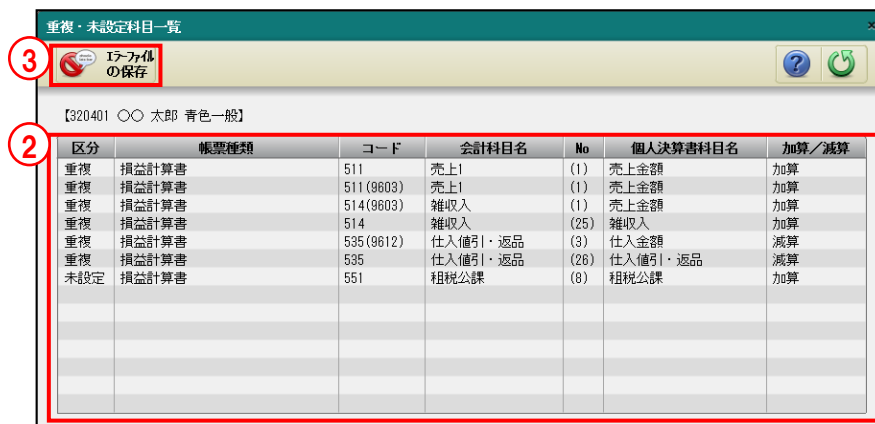 重複・未設定科目一覧 ×
③ ｴﾗｰﾌｧｲﾙ
の保存 ?
【320401 ○○ 太郎 青色一般】
②
区分 帳票種類 コード 会計科目名 No 個人決算書科目名 加算／減算
重複 損益計算書 511 売上1 (1) 売上金額 加算
重複 損益計算書 511(9603) 売上1 (1) 売上金額 加算
重複 損益計算書 514(9603) 雑収入 (1) 売上金額 加算
重複 損益計算書 514 雑収入 (25) 雑収入 加算
重複 損益計算書 535(9612) 仕入値引・返品 (3) 仕入金額 減算
重複 損益計算書 535 仕入値引・返品 (26) 仕入値引・返品 減算
未設定 損益計算書 551 租税公課 (8) 租税公課 加算